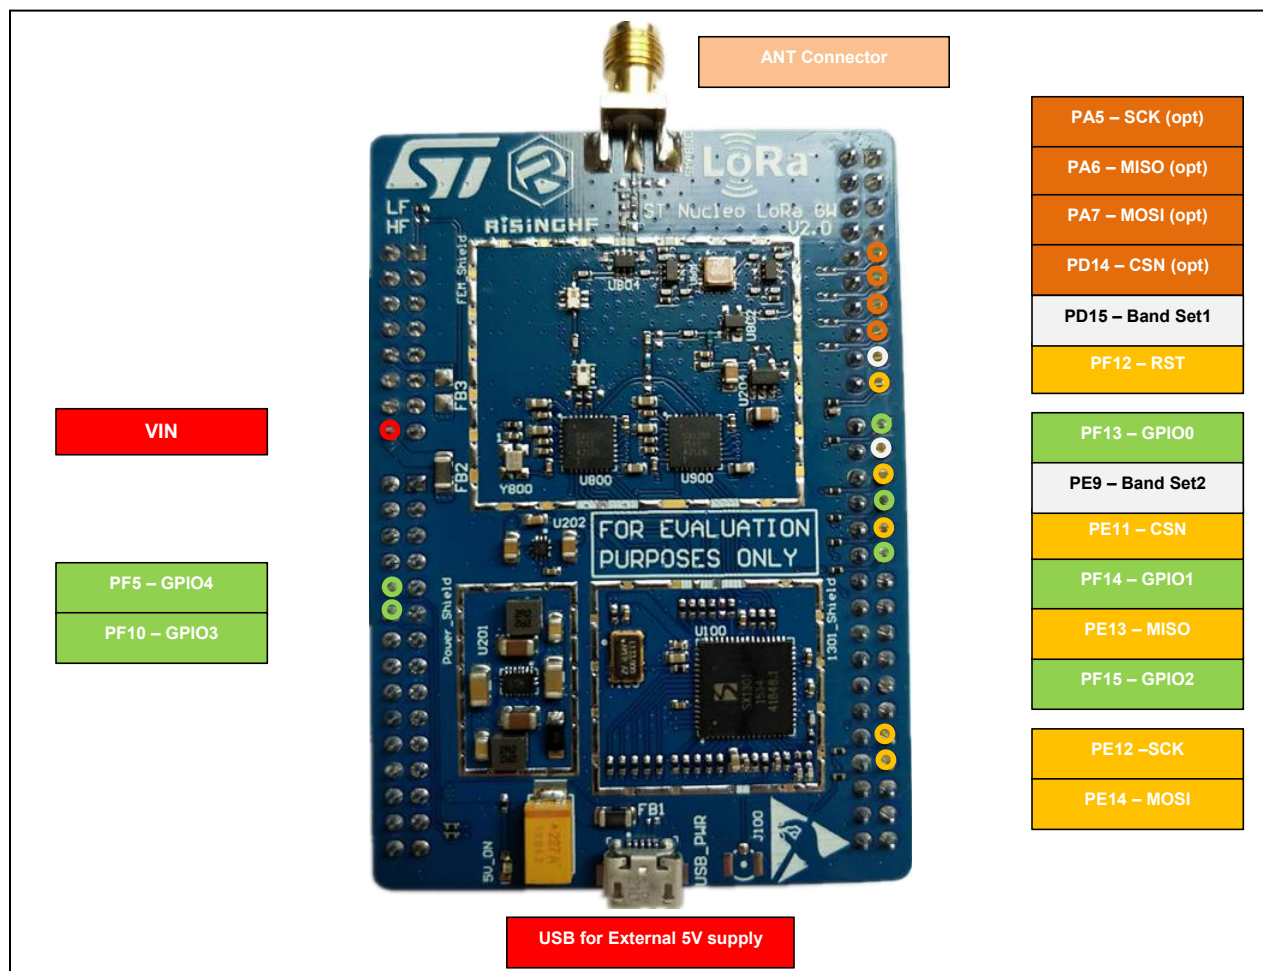 ANT Connector
PA5 – SCK (opt)
PA6 – MISO (opt)
PA7 – MOSI (opt)
PD14 – CSN (opt)
PD15 – Band Set1
PF12 – RST
PF13 – GPIO0
PE9 – Band Set2
PE11 – CSN
PF14 – GPIO1
PE13 – MISO
PF15 – GPIO2
PE12 –SCK
PE14 – MOSI
VIN
PF5 – GPIO4
PF10 – GPIO3
USB for External 5V supply
ST
LoRa
RiSiNGHF
ST Nucleo LoRa GW
V2.0
LF
HF
FEM_Shield
U804
U802
U204
FB3
FB2
Y800
U800
U900
U202
FOR EVALUATION
PURPOSES ONLY
Power_Shield
U201
U100
1301_Shield
SX1301
1534
5V_ON
FB1
USB_PWR
J100